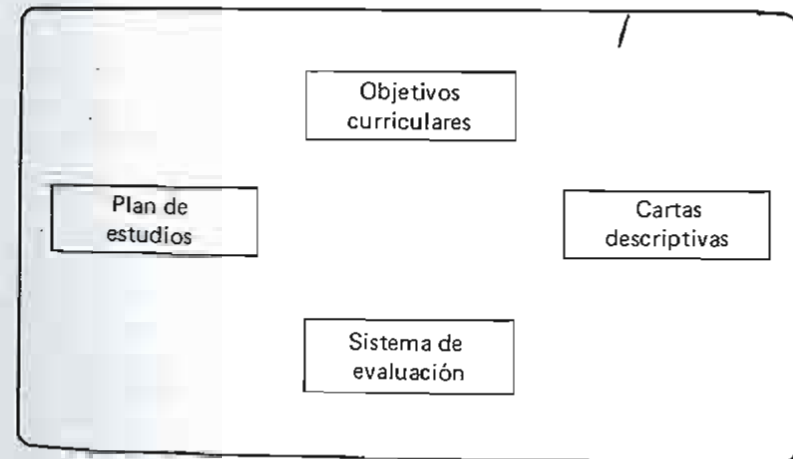 Objetivos
curriculares
Plan de
estudios
Cartas
descriptivas
Sistema de
evaluación